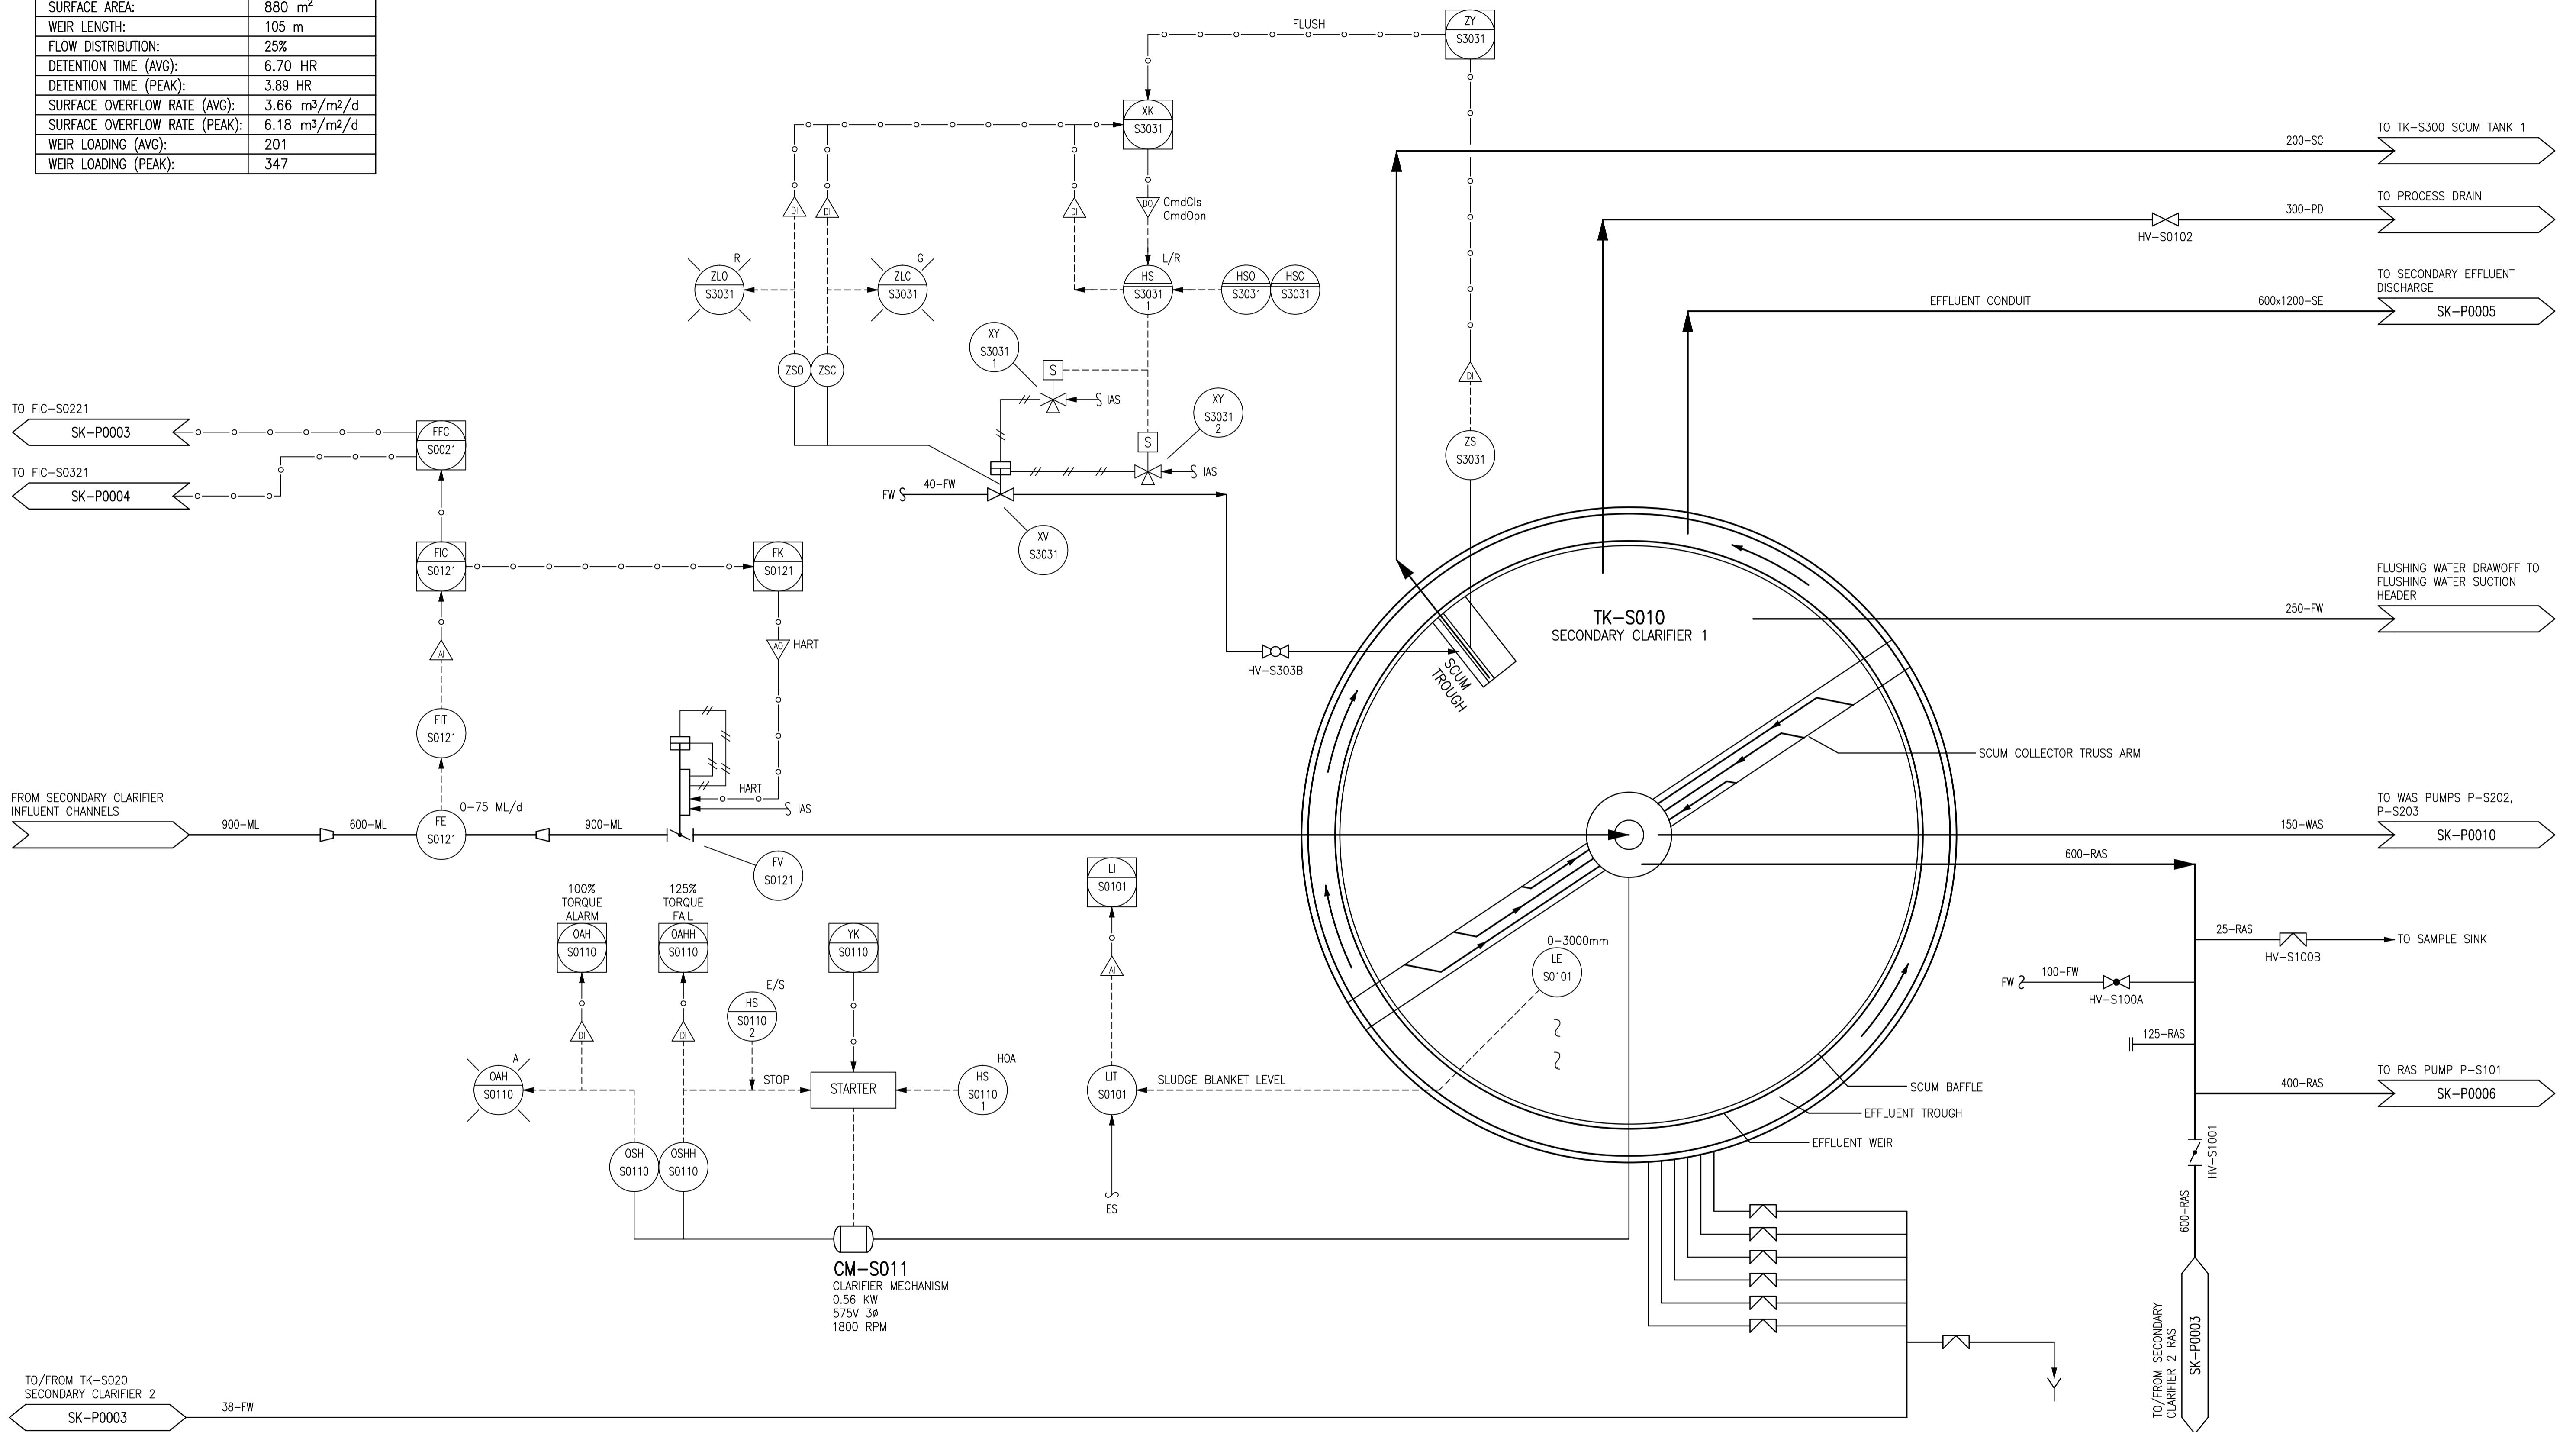 SURFACE AREA: 880 m²
WEIR LENGTH: 105 m
FLOW DISTRIBUTION: 25%
DETENTION TIME (AVG): 6.70 HR
DETENTION TIME (PEAK): 3.89 HR
SURFACE OVERFLOW RATE (AVG): 3.66 m³/m²/d
SURFACE OVERFLOW RATE (PEAK): 6.18 m³/m²/d
WEIR LOADING (AVG): 201
WEIR LOADING (PEAK): 347
FLUSH
ZY
S3031
XK
S3031
DI
DI
DI
DO
CmdCls
CmdOpn
R
ZLO
S3031
G
ZLC
S3031
L/R
HS
S3031
1
HSO
S3031
HSC
S3031
XY
S3031
1
S
IAS
ZSO
ZSC
XY
S3031
2
S
IAS
DI
ZS
S3031
FW
40-FW
XV
S3031
TO TK-S300 SCUM TANK 1
200-SC
TO PROCESS DRAIN
300-PD
HV-S0102
TO SECONDARY EFFLUENT
DISCHARGE
EFFLUENT CONDUIT
600x1200-SE
SK-P0005
TO FIC-S0221
SK-P0003
TO FIC-S0321
SK-P0004
FFC
S0021
FIC
S0121
FK
S0121
AI
AO
HART
FIT
S0121
HART
IAS
FROM SECONDARY CLARIFIER
INFLUENT CHANNELS
900-ML
600-ML
FE
S0121
0-75 ML/d
900-ML
FV
S0121
HV-S303B
SCUM
TROUGH
TK-S010
SECONDARY CLARIFIER 1
FLUSHING WATER DRAWOFF TO
FLUSHING WATER SUCTION
HEADER
250-FW
SCUM COLLECTOR TRUSS ARM
TO WAS PUMPS P-S202,
P-S203
150-WAS
SK-P0010
600-RAS
25-RAS
TO SAMPLE SINK
HV-S100B
FW
100-FW
HV-S100A
125-RAS
TO RAS PUMP P-S101
400-RAS
SK-P0006
HV-S1001
600-RAS
TO/FROM SECONDARY
CLARIFIER 2 RAS
SK-P0003
100%
TORQUE
ALARM
OAH
S0110
125%
TORQUE
FAIL
OAHH
S0110
YK
S0110
DI
DI
E/S
HS
S0110
2
A
OAH
S0110
STOP
STARTER
HOA
HS
S0110
1
OSH
S0110
OSHH
S0110
LI
S0101
AI
LIT
S0101
SLUDGE BLANKET LEVEL
ES
0-3000mm
LE
S0101
SCUM BAFFLE
EFFLUENT TROUGH
EFFLUENT WEIR
CM-S011
CLARIFIER MECHANISM
0.56 KW
575V 3ø
1800 RPM
TO/FROM TK-S020
SECONDARY CLARIFIER 2
SK-P0003
38-FW